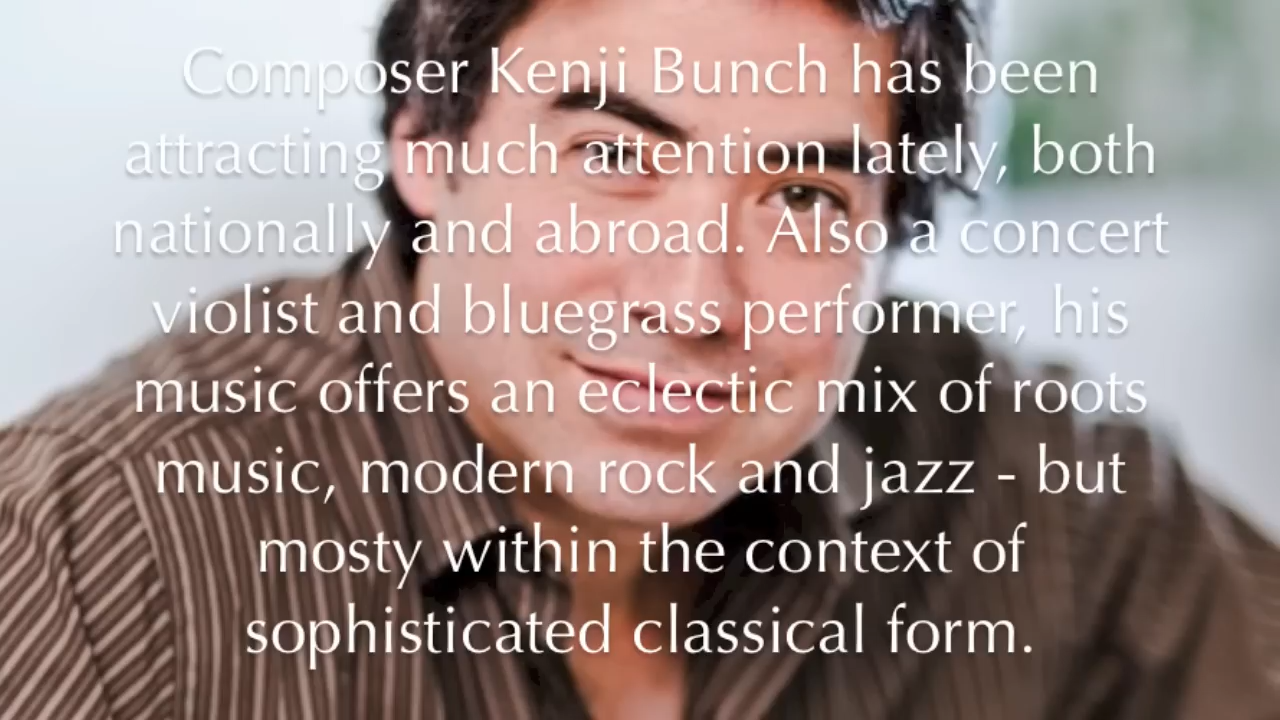 Composer Kenji Bunch has been
attracting much attention lately, both
nationally and abroad. Also a concert
violist and bluegrass performer, his
music offers an eclectic mix of roots
music, modern rock and jazz - but
mosty within the context of
sophisticated classical form.